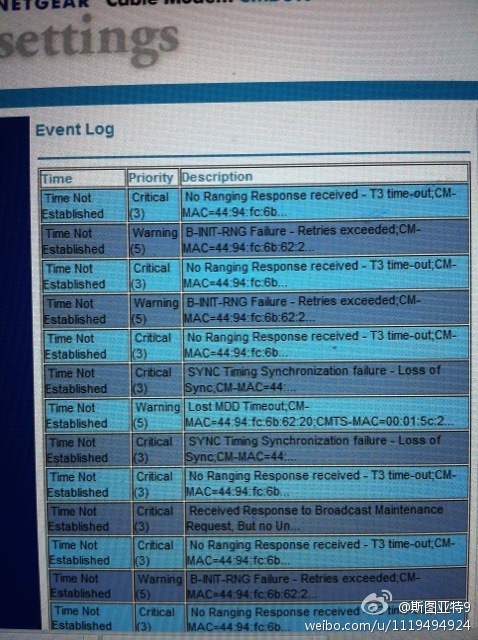 NETGEAR Cable Modem
settings
Event Log
Time Priority Description
Time Not Established Critical (3) No Ranging Response received - T3 time-out;CM-
MAC=44:94:fc:6b...
Time Not Established Warning (5) B-INIT-RNG Failure - Retries exceeded;CM-
MAC=44:94:fc:6b:62:2...
Time Not Established Critical (3) No Ranging Response received - T3 time-out;CM-
MAC=44:94:fc:6b...
Time Not Established Warning (5) B-INIT-RNG Failure - Retries exceeded;CM-
MAC=44:94:fc:6b:62:2...
Time Not Established Critical (3) No Ranging Response received - T3 time-out;CM-
MAC=44:94:fc:6b...
Time Not Established Critical (3) SYNC Timing Synchronization failure - Loss of
Sync;CM-MAC=44:...
Time Not Established Warning (5) Lost MDD Timeout;CM-
MAC=44:94:fc:6b:62:20;CMTS-MAC=00:01:5c:2...
Time Not Established Critical (3) SYNC Timing Synchronization failure - Loss of
Sync;CM-MAC=44:...
Time Not Established Critical (3) No Ranging Response received - T3 time-out;CM-
MAC=44:94:fc:6b...
Time Not Established Critical (3) Received Response to Broadcast Maintenance
Request, But no Un...
Time Not Established Critical (3) No Ranging Response received - T3 time-out;CM-
MAC=44:94:fc:6b...
Time Not Established Warning (5) B-INIT-RNG Failure - Retries exceeded;CM-
MAC=44:94:fc:6b:62:2...
Time Not Established Critical (3) No Ranging Response received
MAC=44:94:fc:6b...
@斯图亚特9
weibo.com/u/1119494924